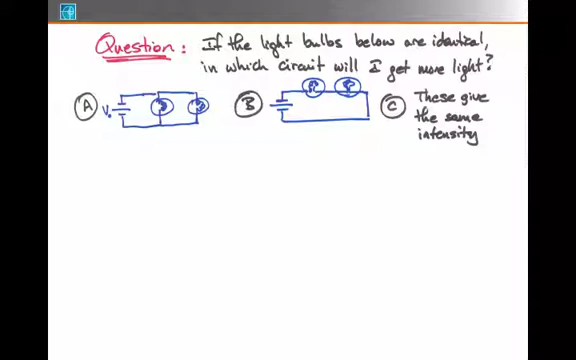 Question: If the light bulbs below are identical,
in which circuit will I get more light?
A V₀ B C These give
the same
intensity